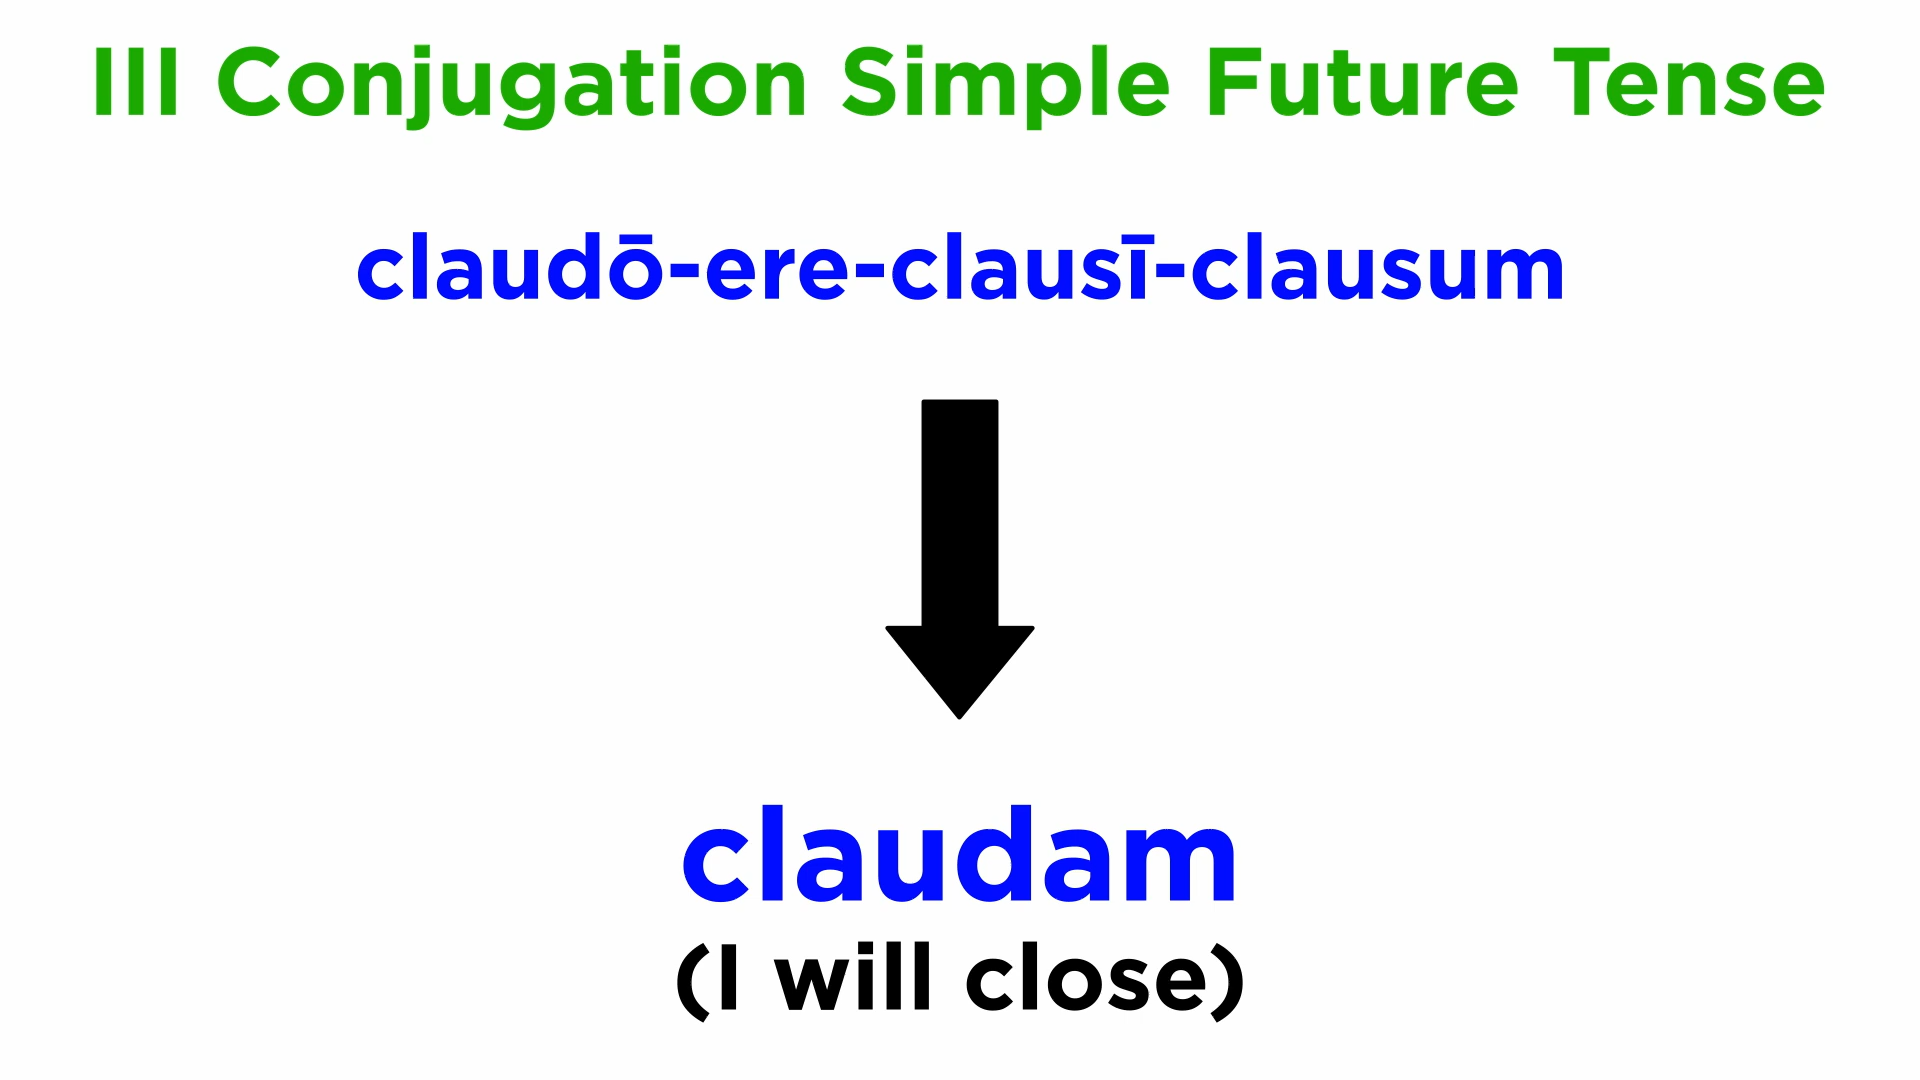 III Conjugation Simple Future Tense
claudō-ere-clausī-clausum
claudam
(I will close)